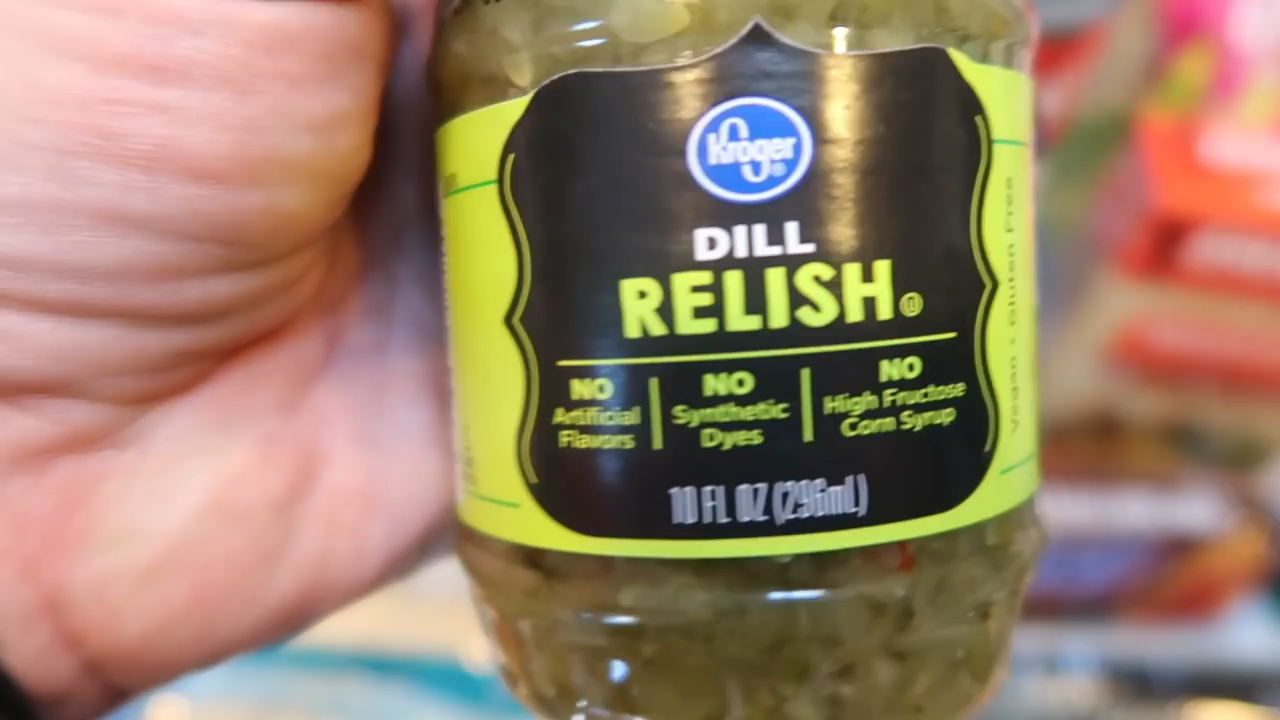 Kroger
DILL
RELISH
NO
Artificial
Flavors
NO
Synthetic
Dyes
NO
High Fructose
Corn Syrup
10 FL OZ (296mL)
Vegan • Gluten Free